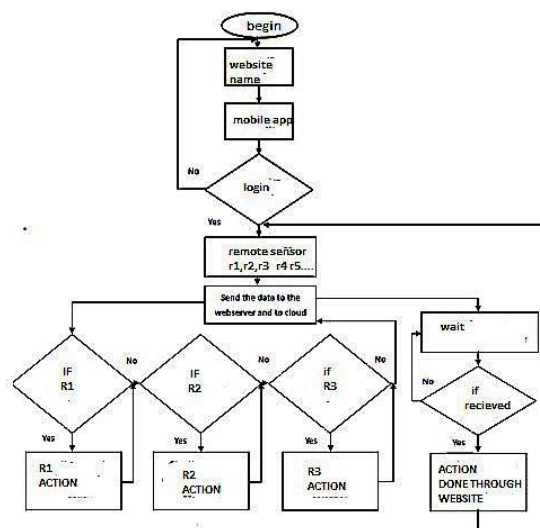 begin
website
name
mobile app
No
login
Yes
remote sensor
r1,r2,r3 r4 r5....
Send the data to the
webserver and to cloud
wait
IF
R1
No
IF
R2
No
if
R3
No
No
if
recieved
Yes
Yes
Yes
Yes
R1
ACTION
R2
ACTION
R3
ACTION
ACTION
DONE THROUGH
WEBSITE